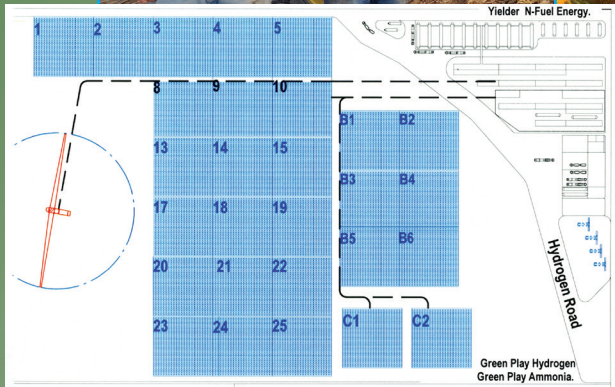 Yielder N-Fuel Energy.
1 2 3 4 5
8 9 10
B1 B2
13 14 15
B3 B4
17 18 19
B5 B6
Hydrogen Road
20 21 22
C1 C2
23 24 25
Green Play Hydrogen
Green Play Ammonia.